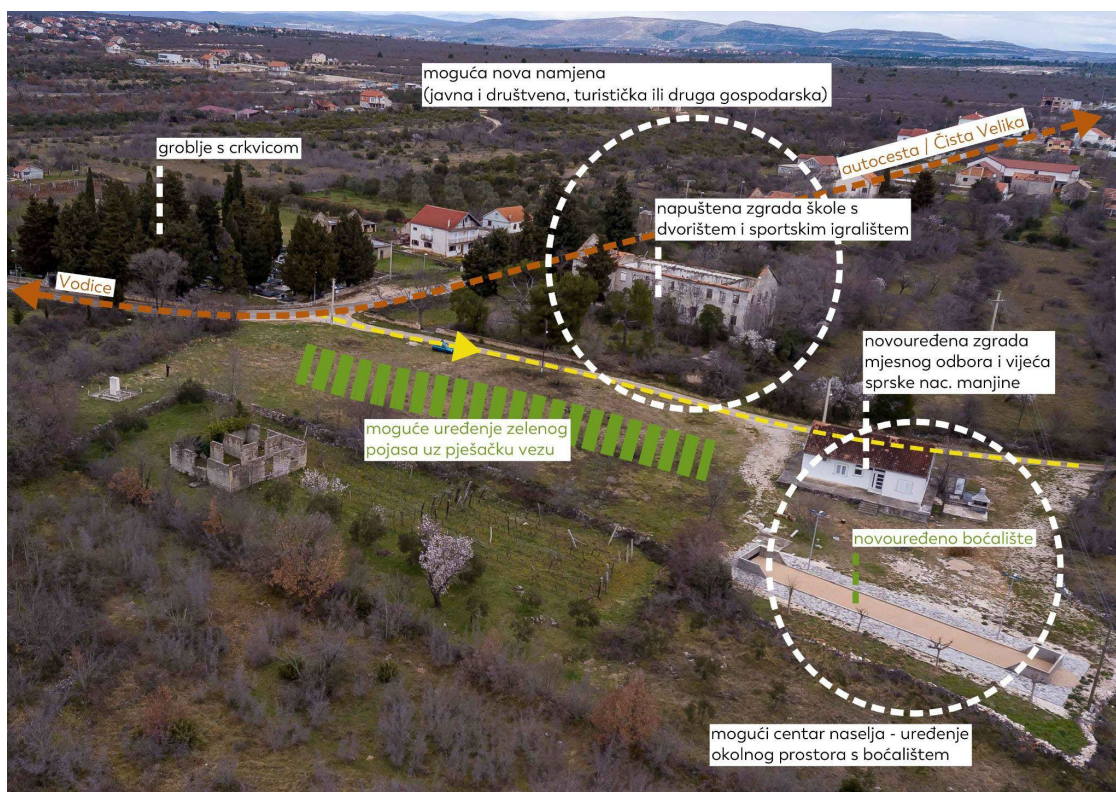 moguća nova namjena
(javna i društvena, turistička ili druga gospodarska)
groblje s crkvicom
autocesta / Čista Velika
napuštena zgrada škole s
dvorištem i sportskim igralištem
Vodice
novouređena zgrada
mjesnog odbora i vijeća
sprske nac. manjine
moguće uređenje zelenog
pojasa uz pješačku vezu
novouređeno boćalište
mogući centar naselja - uređenje
okolnog prostora s boćalištem